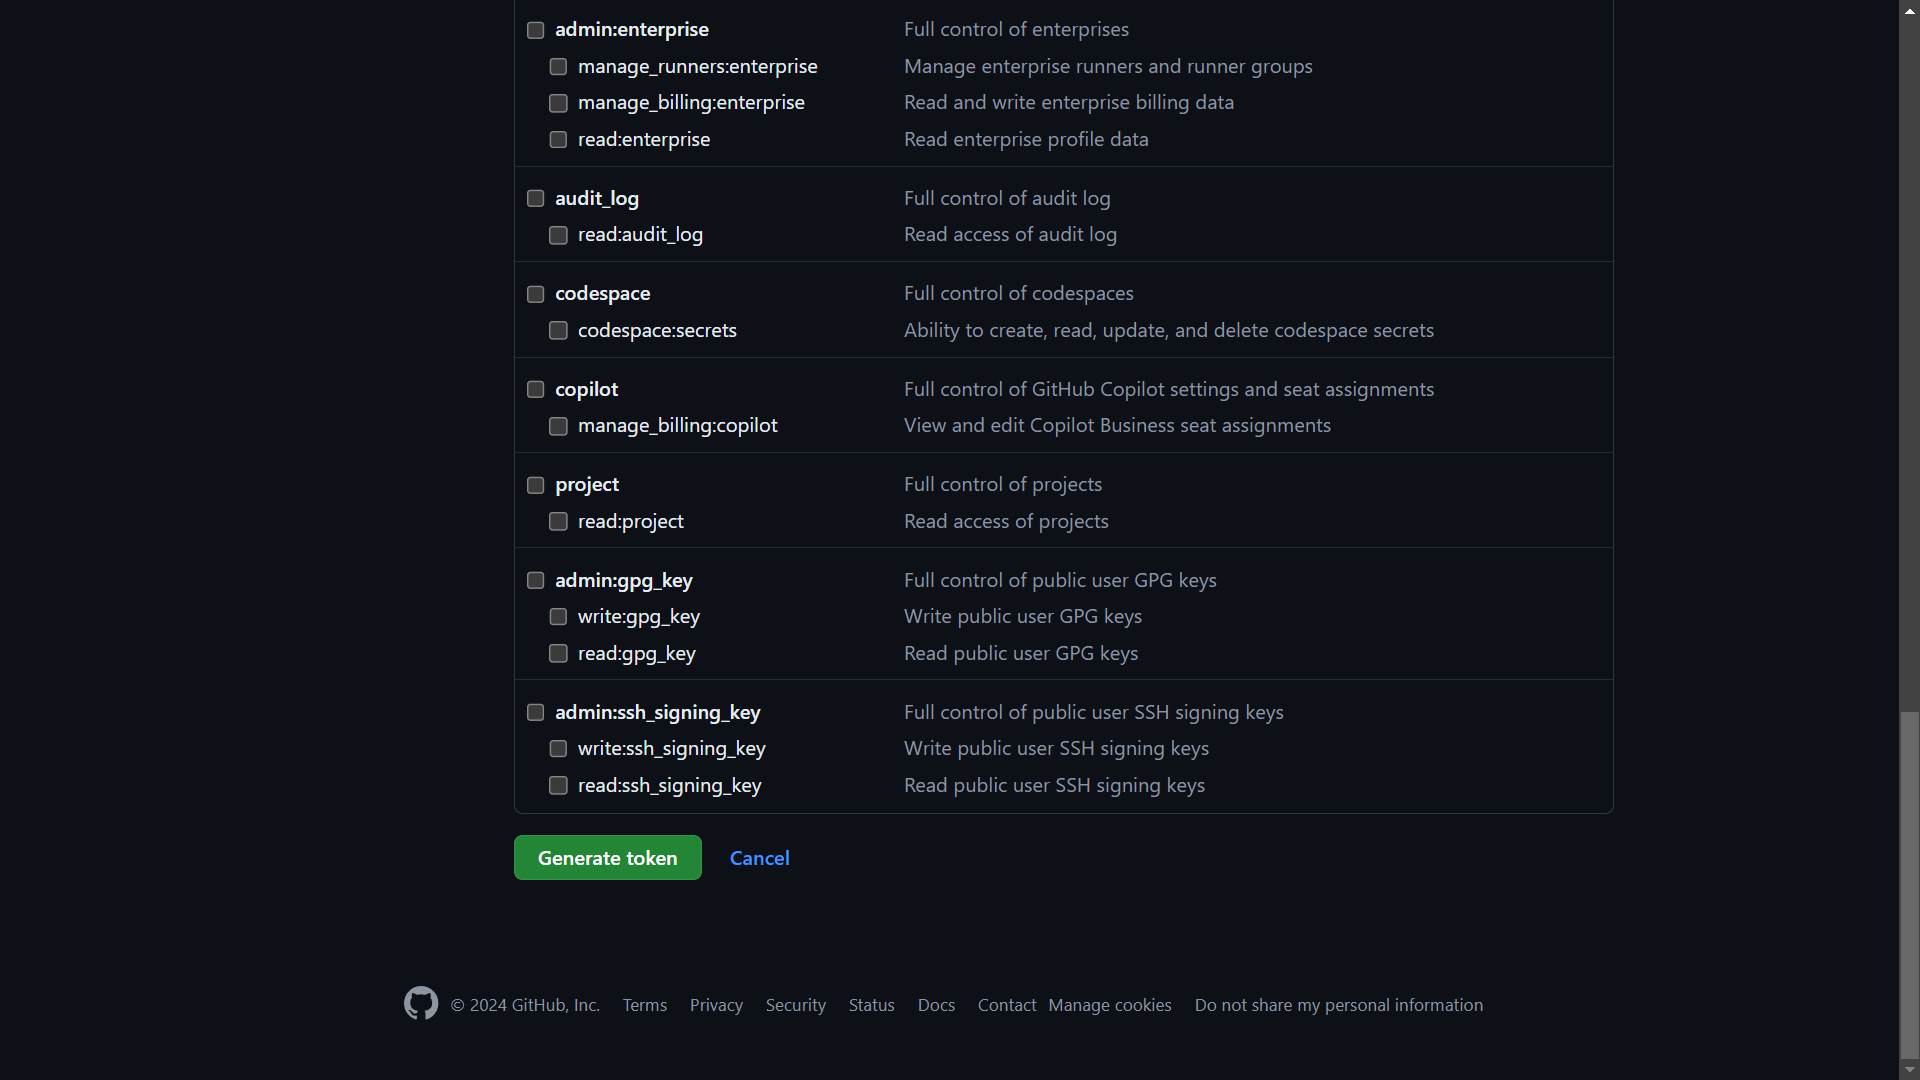 admin:enterprise Full control of enterprises
manage_runners:enterprise Manage enterprise runners and runner groups
manage_billing:enterprise Read and write enterprise billing data
read:enterprise Read enterprise profile data
audit_log Full control of audit log
read:audit_log Read access of audit log
codespace Full control of codespaces
codespace:secrets Ability to create, read, update, and delete codespace secrets
copilot Full control of GitHub Copilot settings and seat assignments
manage_billing:copilot View and edit Copilot Business seat assignments
project Full control of projects
read:project Read access of projects
admin:gpg_key Full control of public user GPG keys
write:gpg_key Write public user GPG keys
read:gpg_key Read public user GPG keys
admin:ssh_signing_key Full control of public user SSH signing keys
write:ssh_signing_key Write public user SSH signing keys
read:ssh_signing_key Read public user SSH signing keys
Generate token Cancel
© 2024 GitHub, Inc. Terms Privacy Security Status Docs Contact Manage cookies Do not share my personal information